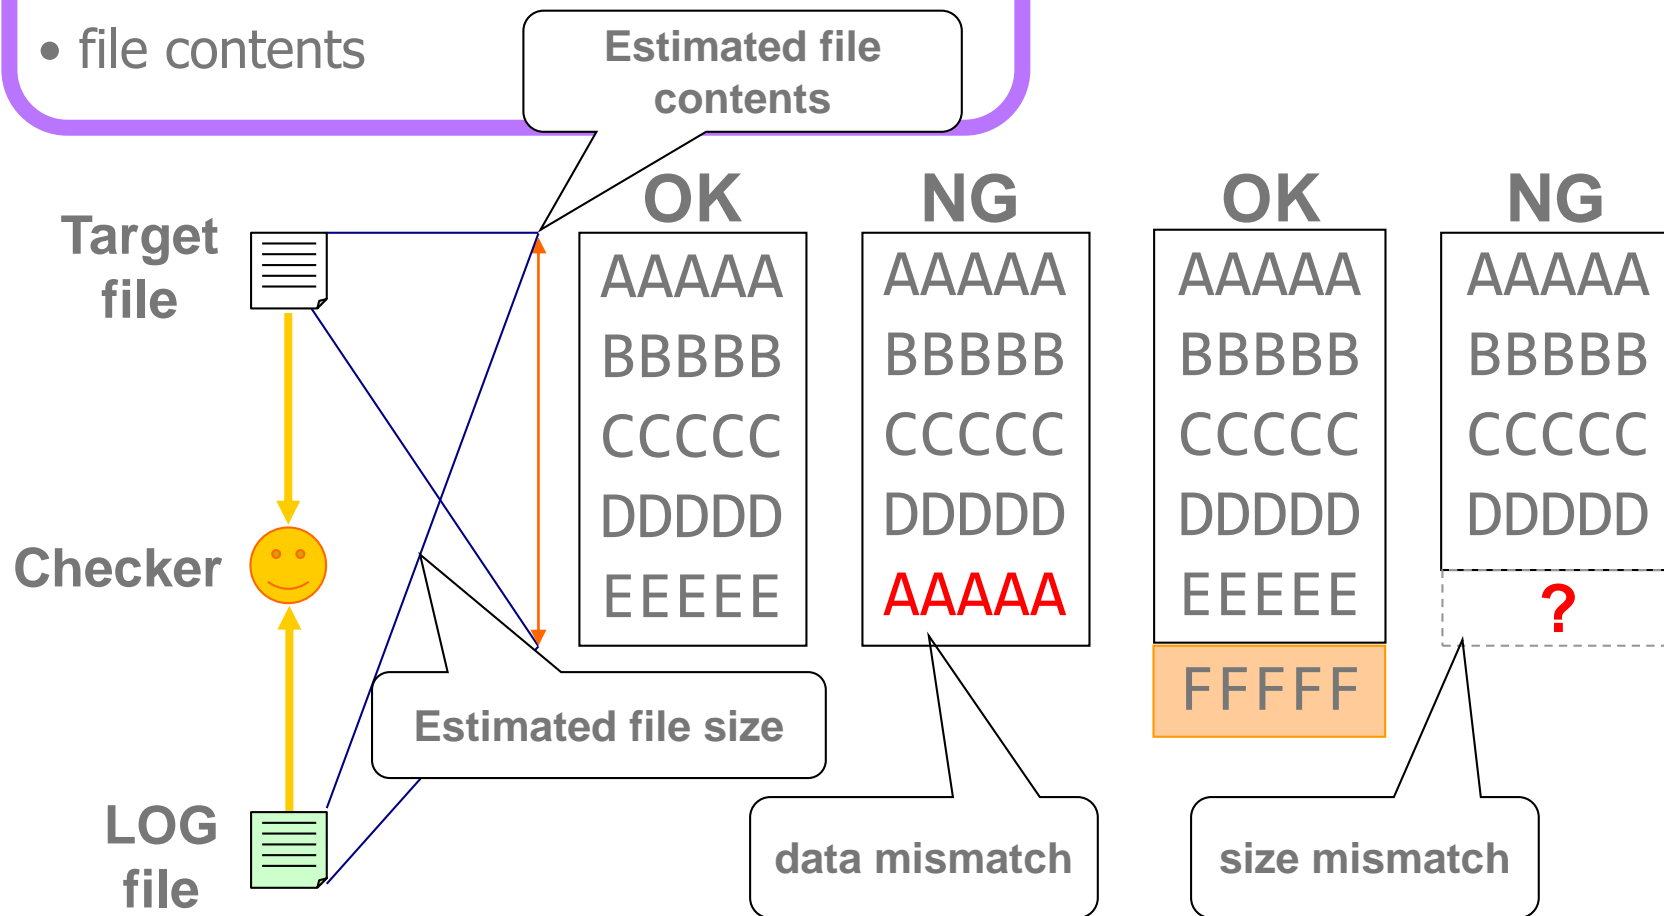 • file contents
Estimated file
contents
OK
NG
OK
NG
Target
file
AAAAA
BBBBB
CCCCC
DDDDD
EEEEE
AAAAA
BBBBB
CCCCC
DDDDD
AAAAA
AAAAA
BBBBB
CCCCC
DDDDD
EEEEE
FFFFF
AAAAA
BBBBB
CCCCC
DDDDD
?
Checker
Estimated file size
LOG
file
data mismatch
size mismatch